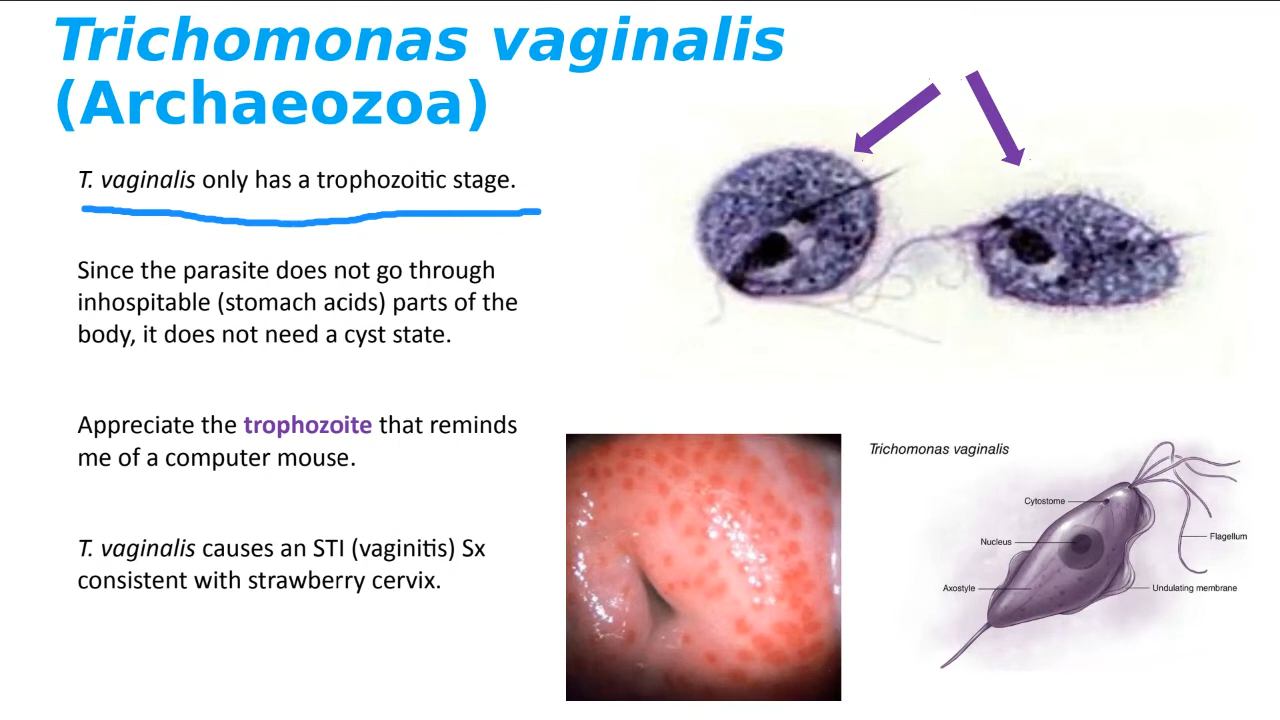 Trichomonas vaginalis
(Archaeozoa)
T. vaginalis only has a trophozoitic stage.
Since the parasite does not go through
inhospitable (stomach acids) parts of the
body, it does not need a cyst state.
Appreciate the trophozoite that reminds
me of a computer mouse.
T. vaginalis causes an STI (vaginitis) Sx
consistent with strawberry cervix.
Trichomonas vaginalis
Cytostome
Nucleus
Flagellum
Axostyle
Undulating membrane